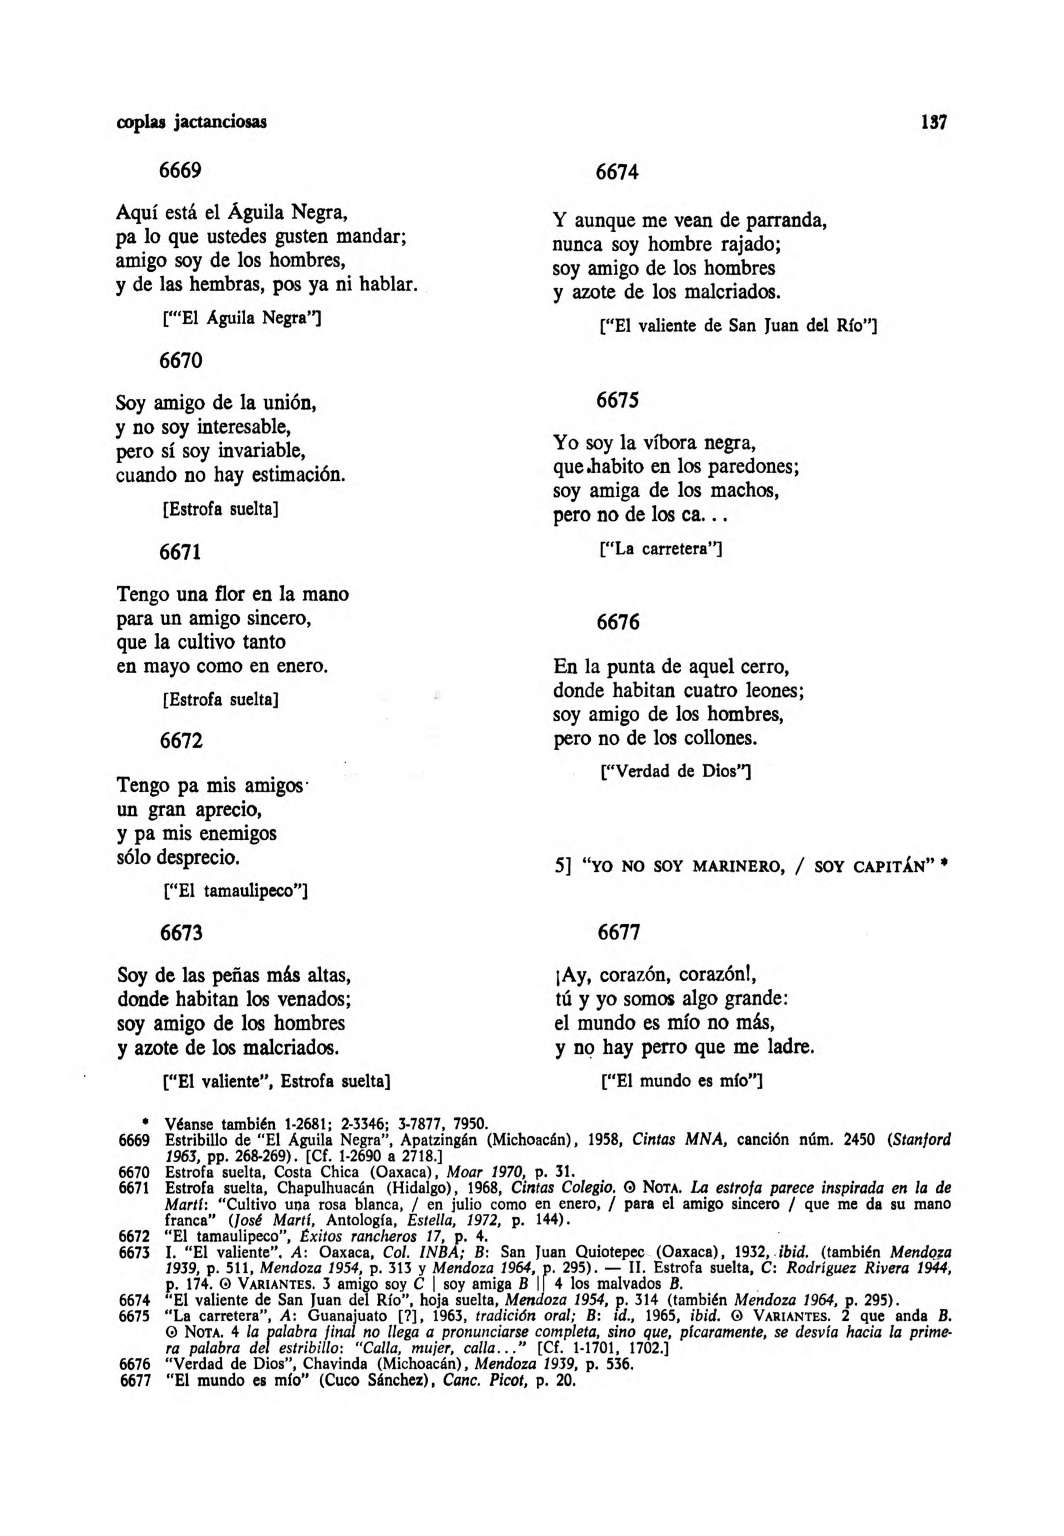 coplas jactanciosas 137
6669
Aquí está el Águila Negra,
pa lo que ustedes gusten mandar;
amigo soy de los hombres,
y de las hembras, pos ya ni hablar.
["'El Águila Negra"]
6670
Soy amigo de la unión,
y no soy interesable,
pero sí soy invariable,
cuando no hay estimación.
[Estrofa suelta]
6671
Tengo una flor en la mano
para un amigo sincero,
que la cultivo tanto
en mayo como en enero.
[Estrofa suelta]
6672
Tengo pa mis amigos
un gran aprecio,
y pa mis enemigos
sólo desprecio.
["El tamaulipeco"]
6673
Soy de las peñas más altas,
donde habitan los venados;
soy amigo de los hombres
y azote de los malcriados.
["El valiente", Estrofa suelta]
6674
Y aunque me vean de parranda,
nunca soy hombre rajado;
soy amigo de los hombres
y azote de los malcriados.
["El valiente de San Juan del Río"]
6675
Yo soy la víbora negra,
que habito en los paredones;
soy amiga de los machos,
pero no de los ca...
["La carretera"]
6676
En la punta de aquel cerro,
donde habitan cuatro leones;
soy amigo de los hombres,
pero no de los collones.
["Verdad de Dios"]
5] "YO NO SOY MARINERO, / SOY CAPITÁN" *
6677
¡Ay, corazón, corazón!,
tú y yo somos algo grande:
el mundo es mío no más,
y no hay perro que me ladre.
["El mundo es mío"]
* Véanse también 1-2681; 2-3346; 3-7877, 7950.
6669 Estribillo de "El Águila Negra", Apatzingán (Michoacán), 1958, Cintas MNA, canción núm. 2450 (Stanford
1963, pp. 268-269). [Cf. 1-2690 a 2718.]
6670 Estrofa suelta, Costa Chica (Oaxaca), Moar 1970, p. 31.
6671 Estrofa suelta, Chapulhuacán (Hidalgo), 1968, Cintas Colegio. ⊙ NOTA. La estrofa parece inspirada en la de
Martí: "Cultivo una rosa blanca, / en julio como en enero, / para el amigo sincero / que me da su mano
franca" (José Martí, Antología, Estella, 1972, p. 144).
6672 "El tamaulipeco", Éxitos rancheros 17, p. 4.
6673 I. "El valiente", A: Oaxaca, Col. INBA; B: San Juan Quiotepec (Oaxaca), 1932, ibid. (también Mendoza
1939, p. 511, Mendoza 1954, p. 313 y Mendoza 1964, p. 295). — II. Estrofa suelta, C: Rodríguez Rivera 1944,
p. 174. ⊙ VARIANTES. 3 amigo soy C | soy amiga B || 4 los malvados B.
6674 "El valiente de San Juan del Río", hoja suelta, Mendoza 1954, p. 314 (también Mendoza 1964, p. 295).
6675 "La carretera", A: Guanajuato [?], 1963, tradición oral; B: id., 1965, ibid. ⊙ VARIANTES. 2 que anda B.
⊙ NOTA. 4 la palabra final no llega a pronunciarse completa, sino que, pícaramente, se desvía hacia la prime-
ra palabra del estribillo: "Calla, mujer, calla..." [Cf. 1-1701, 1702.]
6676 "Verdad de Dios", Chavinda (Michoacán), Mendoza 1939, p. 536.
6677 "El mundo es mío" (Cuco Sánchez), Canc. Picot, p. 20.